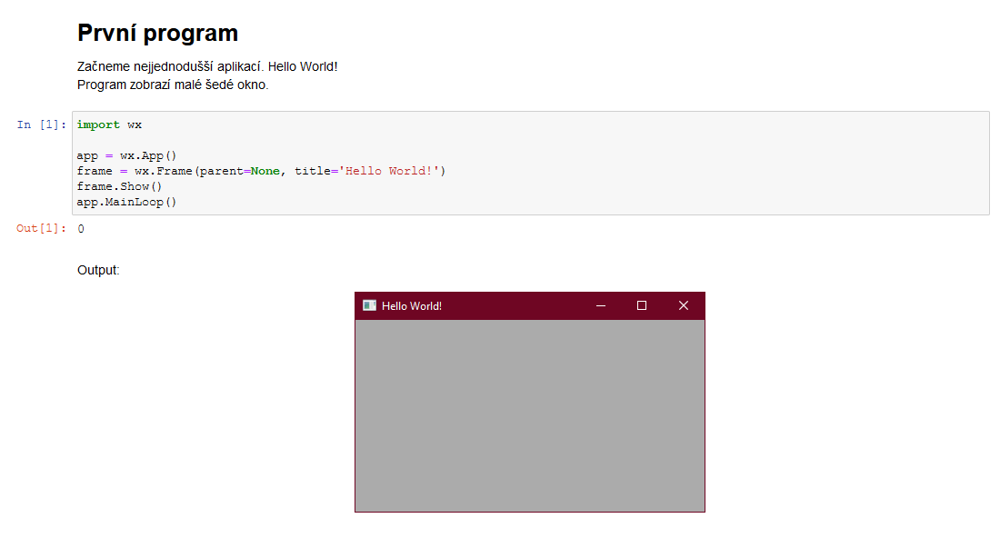 První program
Začneme nejjednodušší aplikací. Hello World!
Program zobrazí malé šedé okno.
In [1]: import wx
app = wx.App()
frame = wx.Frame(parent=None, title='Hello World!')
frame.Show()
app.MainLoop()
Out[1]: 0
Output:
Hello World!